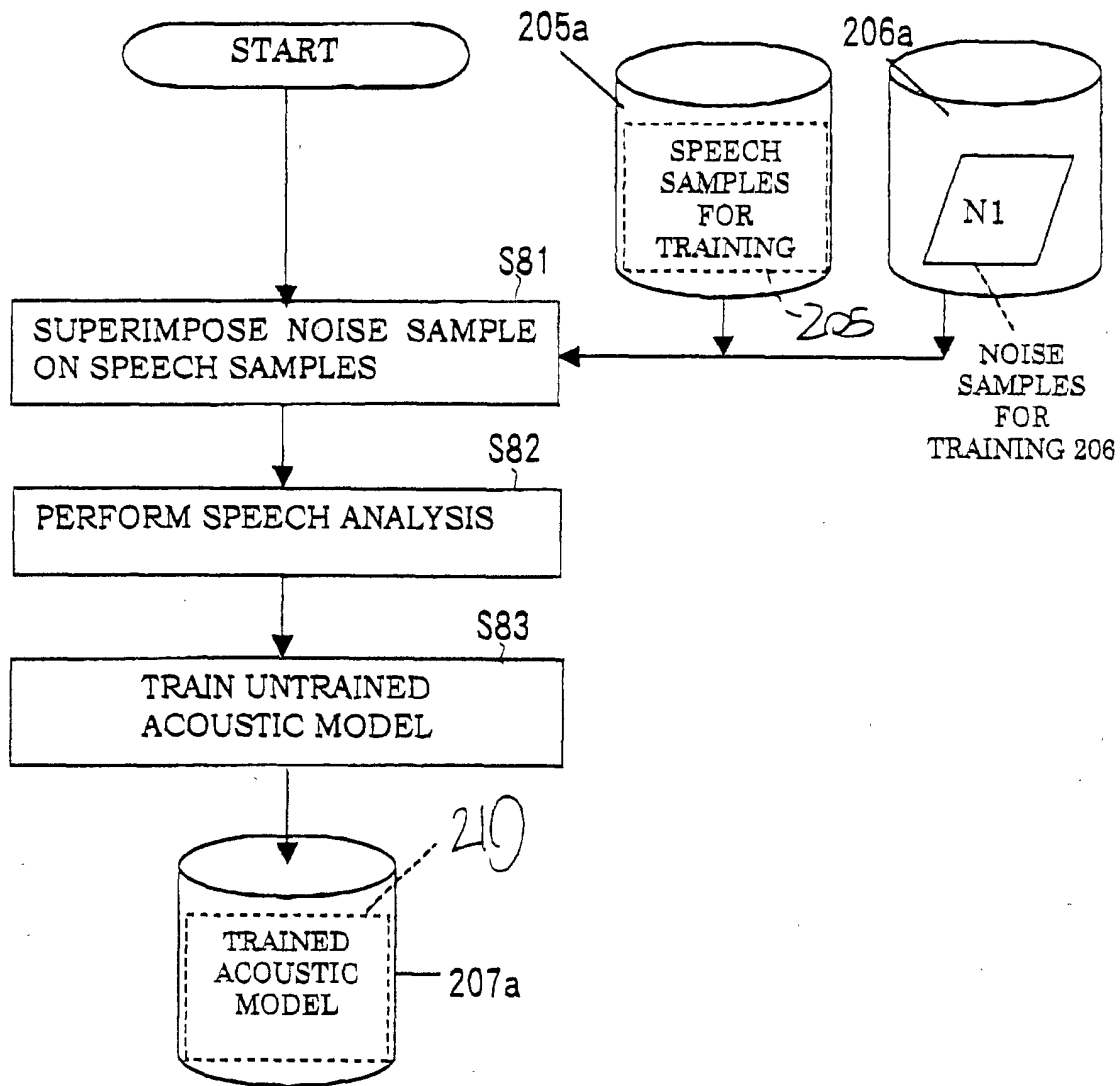 START
205a
206a
SPEECH
SAMPLES
FOR
TRAINING
N1
205
S81
SUPERIMPOSE NOISE SAMPLE
ON SPEECH SAMPLES
NOISE
SAMPLES
FOR
TRAINING 206
S82
PERFORM SPEECH ANALYSIS
S83
TRAIN UNTRAINED
ACOUSTIC MODEL
210
TRAINED
ACOUSTIC
MODEL
207a